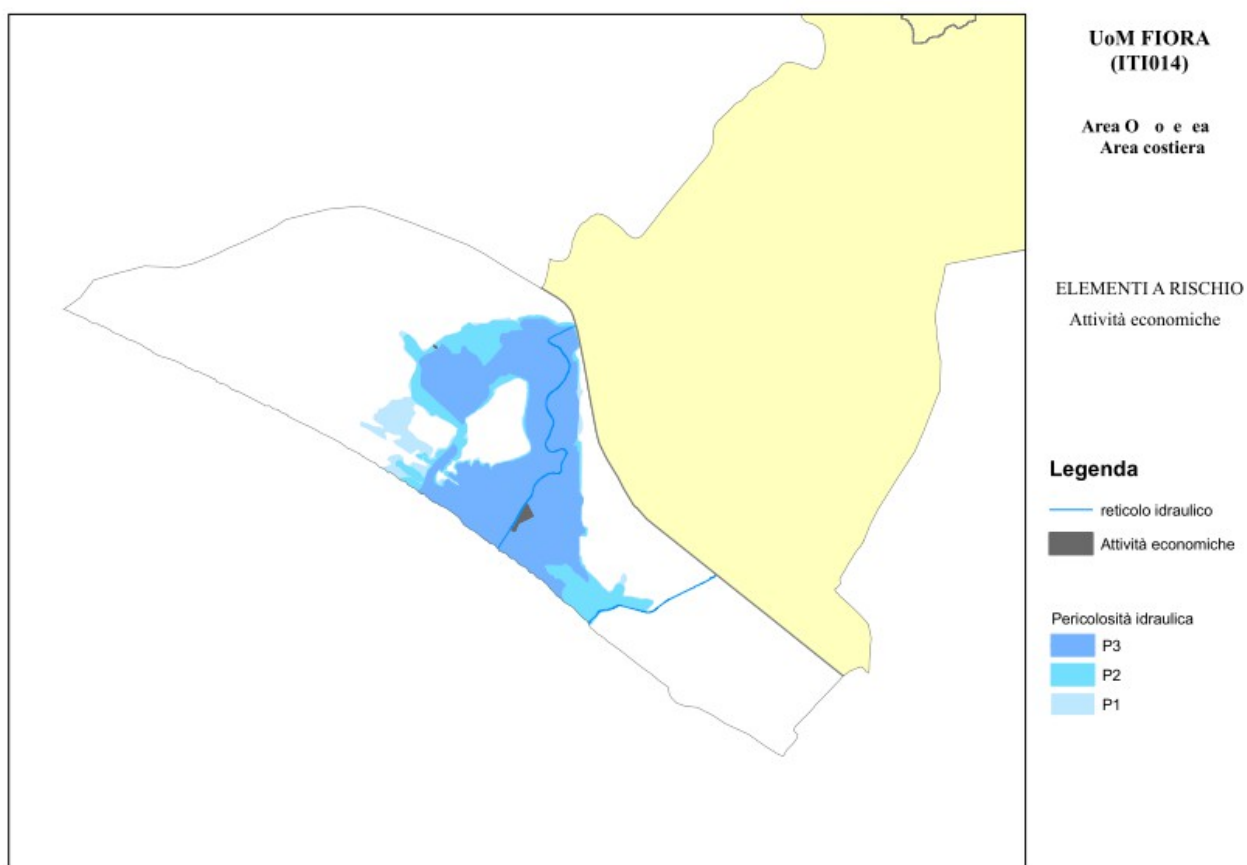 UoM FIORA
(ITI014)
Area O o e ea
Area costiera
ELEMENTI A RISCHIO
Attività economiche
Legenda
reticolo idraulico
Attività economiche
Pericolosità idraulica
P3
P2
P1